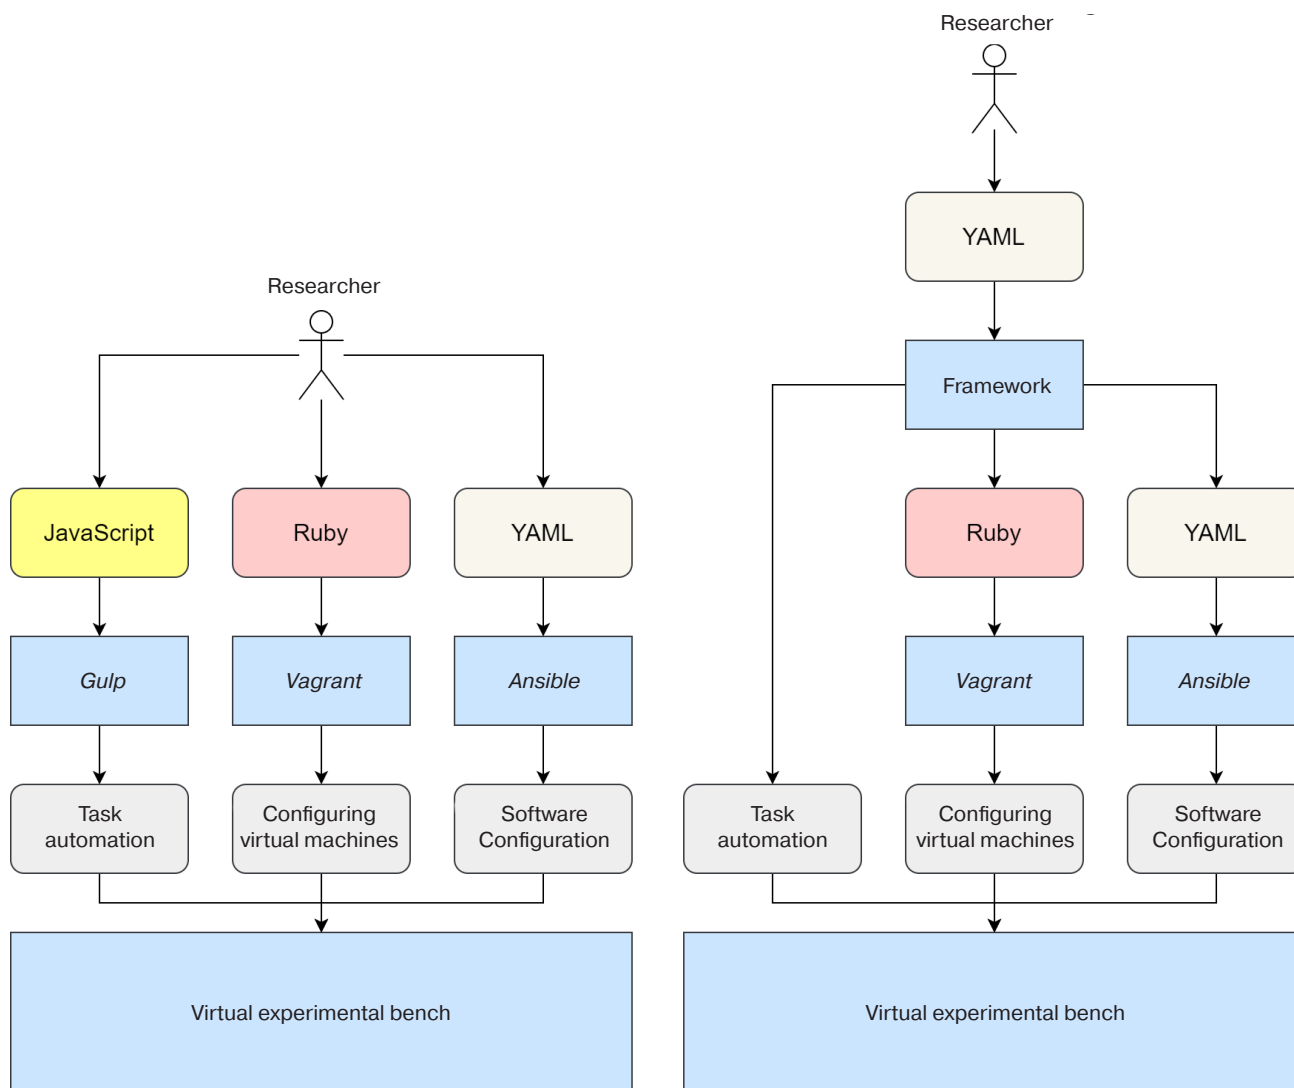 Researcher
JavaScript
Ruby
YAML
Gulp
Vagrant
Ansible
Task
automation
Configuring
virtual machines
Software
Configuration
Virtual experimental bench
Researcher
YAML
Framework
Ruby
YAML
Vagrant
Ansible
Task
automation
Configuring
virtual machines
Software
Configuration
Virtual experimental bench